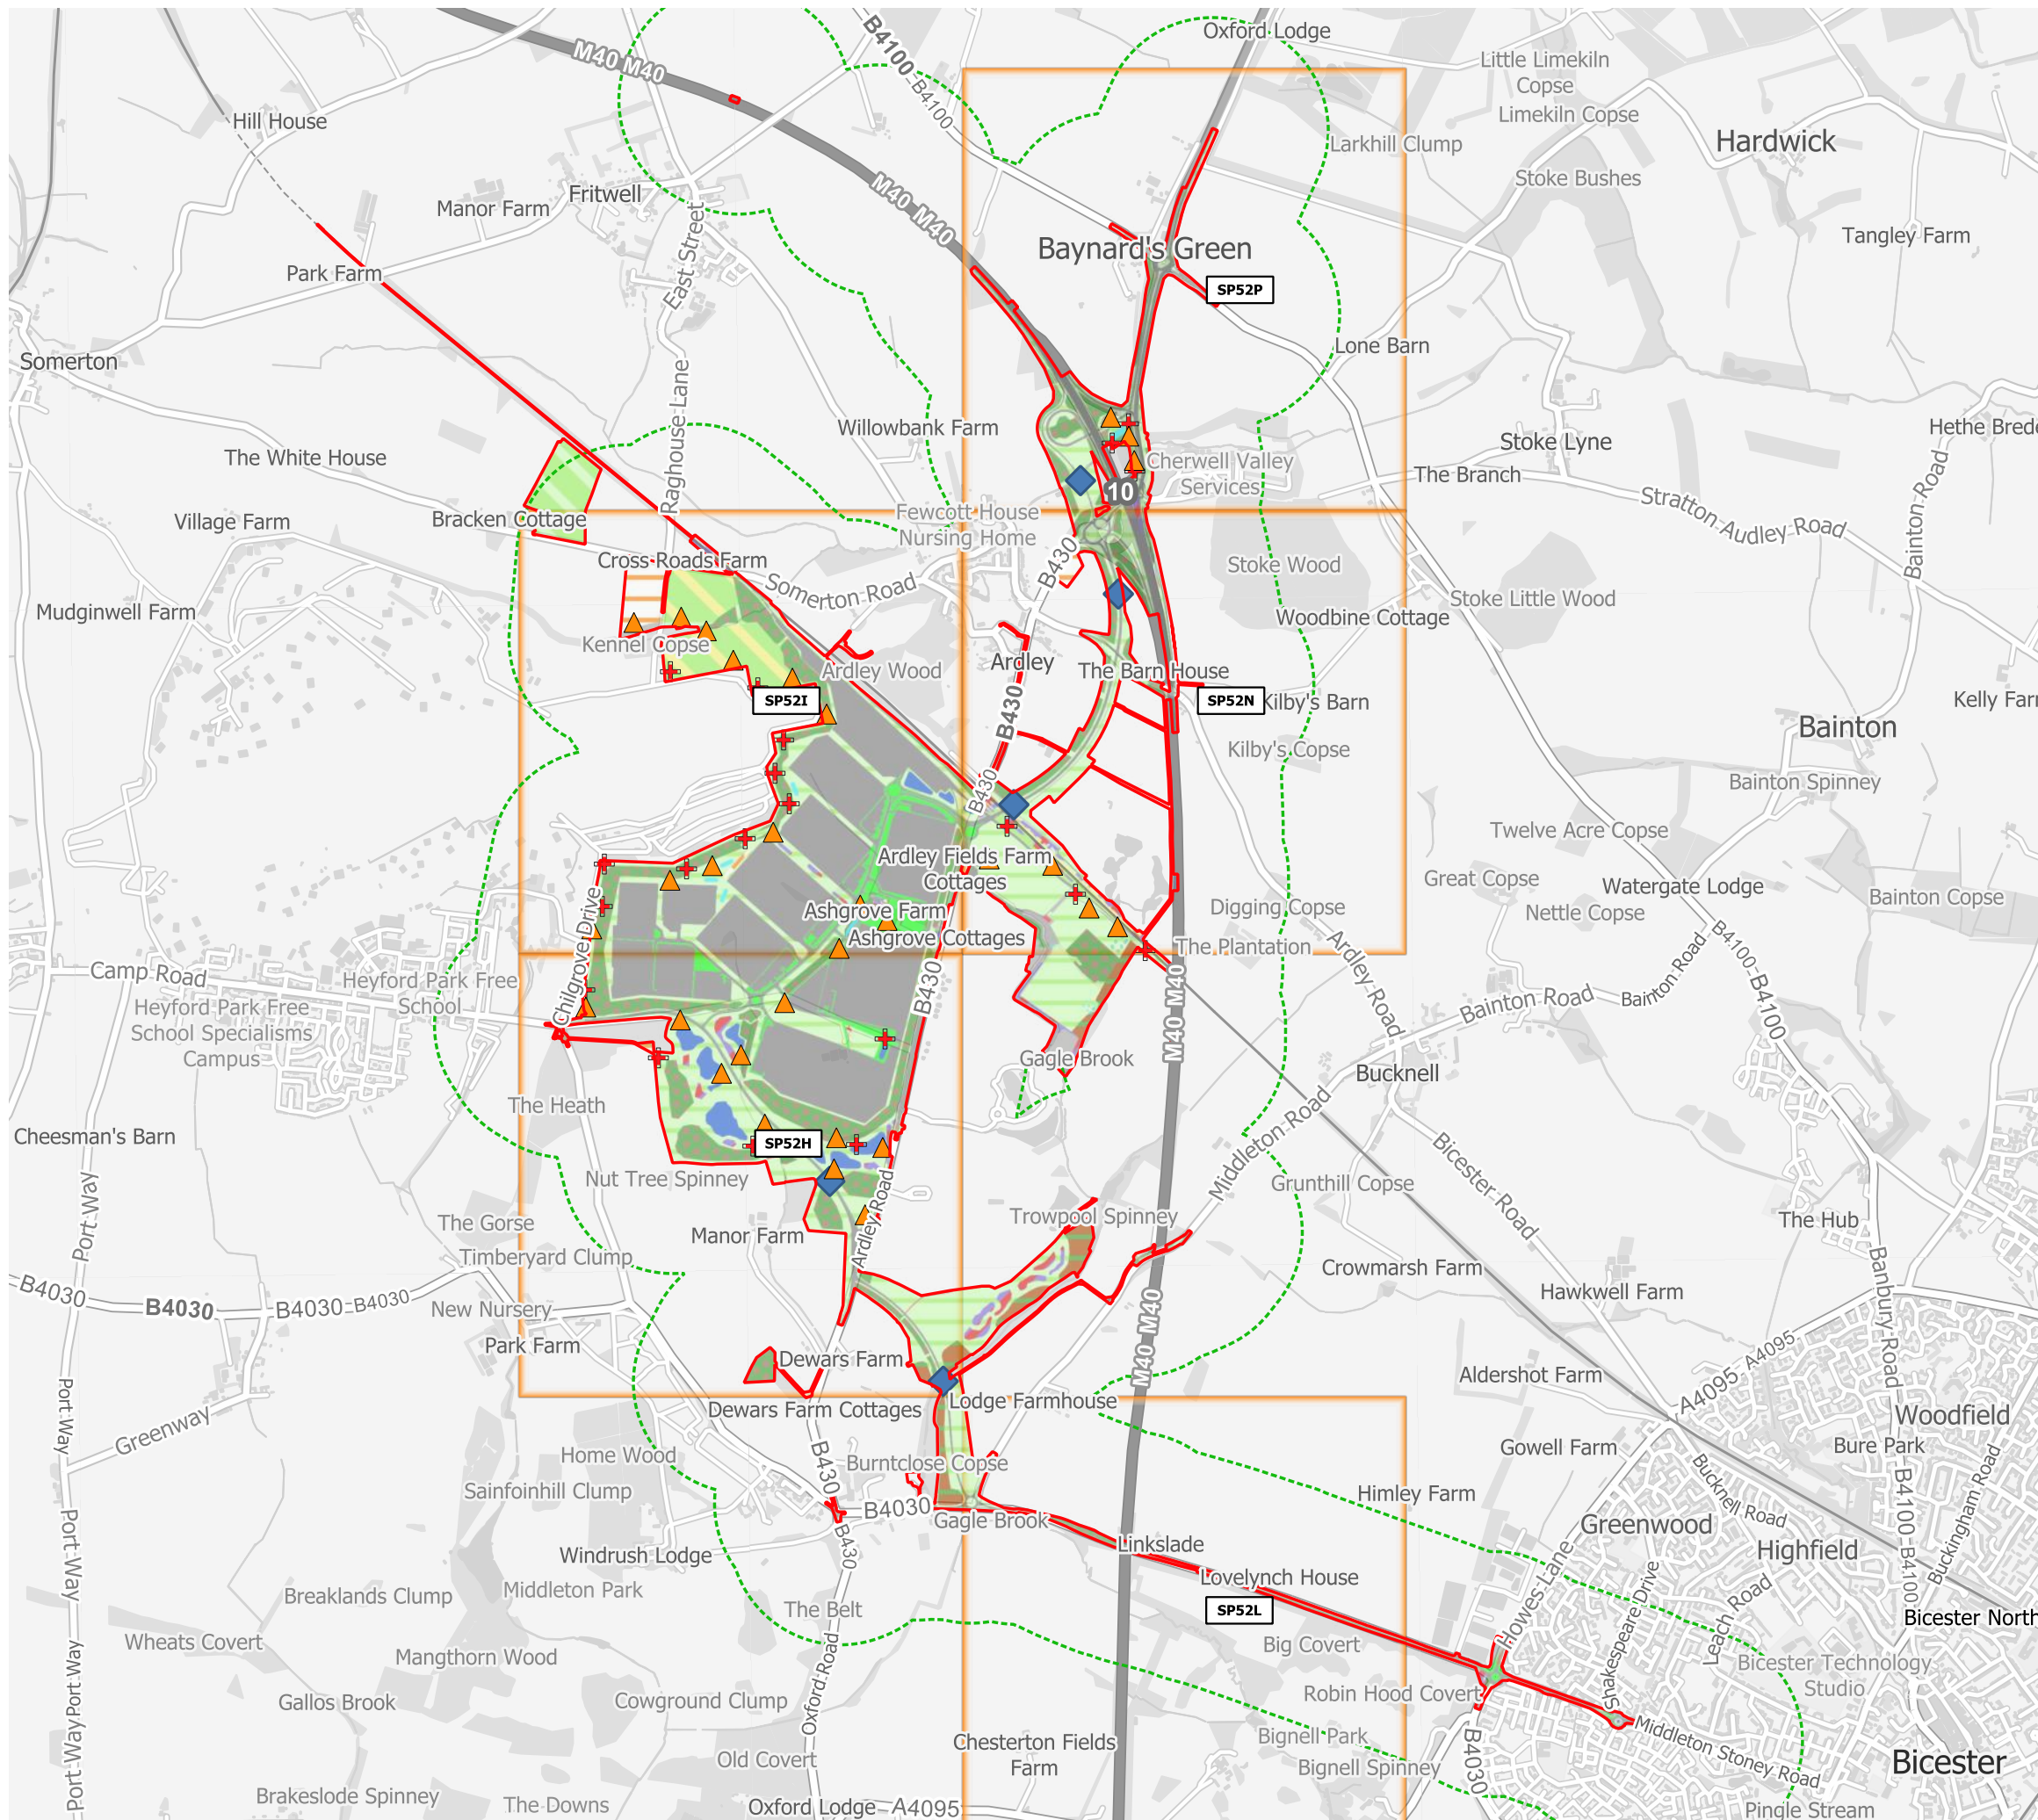 Oxford Lodge
M40 M40
B4100
B4100
Little Limekiln
Copse
Limekiln Copse
Hill House
Larkhill Clump
Hardwick
Stoke Bushes
Fritwell
Manor Farm
M40 M40
East Street
Baynard's Green
Tangley Farm
Park Farm
SP52P
Somerton
Lone Barn
Raghouse Lane
Willowbank Farm
Hethe Brede
Stoke Lyne
The White House
Cherwell Valley
Services
The Branch
10
Stratton Audley Road
Bainton Road
Village Farm
Bracken Cottage
Fewcott House
Nursing Home
B430
Cross Roads Farm
Somerton Road
Stoke Wood
Stoke Little Wood
Mudginwell Farm
Woodbine Cottage
Kennel Copse
Ardley Wood
Ardley
The Barn House
SP52I
SP52N
Kilby's Barn
Kelly Farm
B430
Bainton
Kilby's Copse
Bainton Spinney
B430
Twelve Acre Copse
Ardley Fields Farm
Cottages
Great Copse
Watergate Lodge
Bainton Copse
Ashgrove Farm
Digging Copse
Nettle Copse
Ashgrove Cottages
The Plantation
Chilgrove Drive
Camp Road
Heyford Park Free
School
B430
M40 M40
Ardley Road
Bainton Road
Bainton Road
B4100 B4100
Heyford Park Free
School Specialisms
Campus
Gagle Brook
Bucknell
The Heath
Middleton Road
Cheesman's Barn
SP52H
Bicester Road
Nut Tree Spinney
Grunthill Copse
Port Way
Ardley Road
The Gorse
Trowpool Spinney
The Hub
Manor Farm
Timberyard Clump
Crowmarsh Farm
B4030
B4030
B4030
B4030
New Nursery
Hawkwell Farm
Banbury Road
Park Farm
M40 M40
Dewars Farm
Aldershot Farm
A4095
A4095
Port Way
Greenway
Dewars Farm Cottages
Lodge Farmhouse
Woodfield
Gowell Farm
Bure Park
Home Wood
B430
Burntclose Copse
Bucknell Road
B4100
B4100
Buckingham Road
Sainfoinhill Clump
Himley Farm
B4030
Gagle Brook
Greenwood
Port Way
B430
Linkslade
Highfield
Windrush Lodge
Howes Lane
Lovelynch House
Shakespeare Drive
Leach Road
Breaklands Clump
Middleton Park
The Belt
SP52L
Bicester North
Wheats Covert
Big Covert
Mangthorn Wood
Bicester Technology
Studio
Port Way
Port Way
Oxford Road
Gallos Brook
Cowground Clump
Robin Hood Covert
Chesterton Fields
Farm
Bignell Park
Middleton Stoney Road
Old Covert
Bignell Spinney
B4030
Bicester
Brakeslode Spinney
The Downs
Oxford Lodge
A4095
Pingle Stream